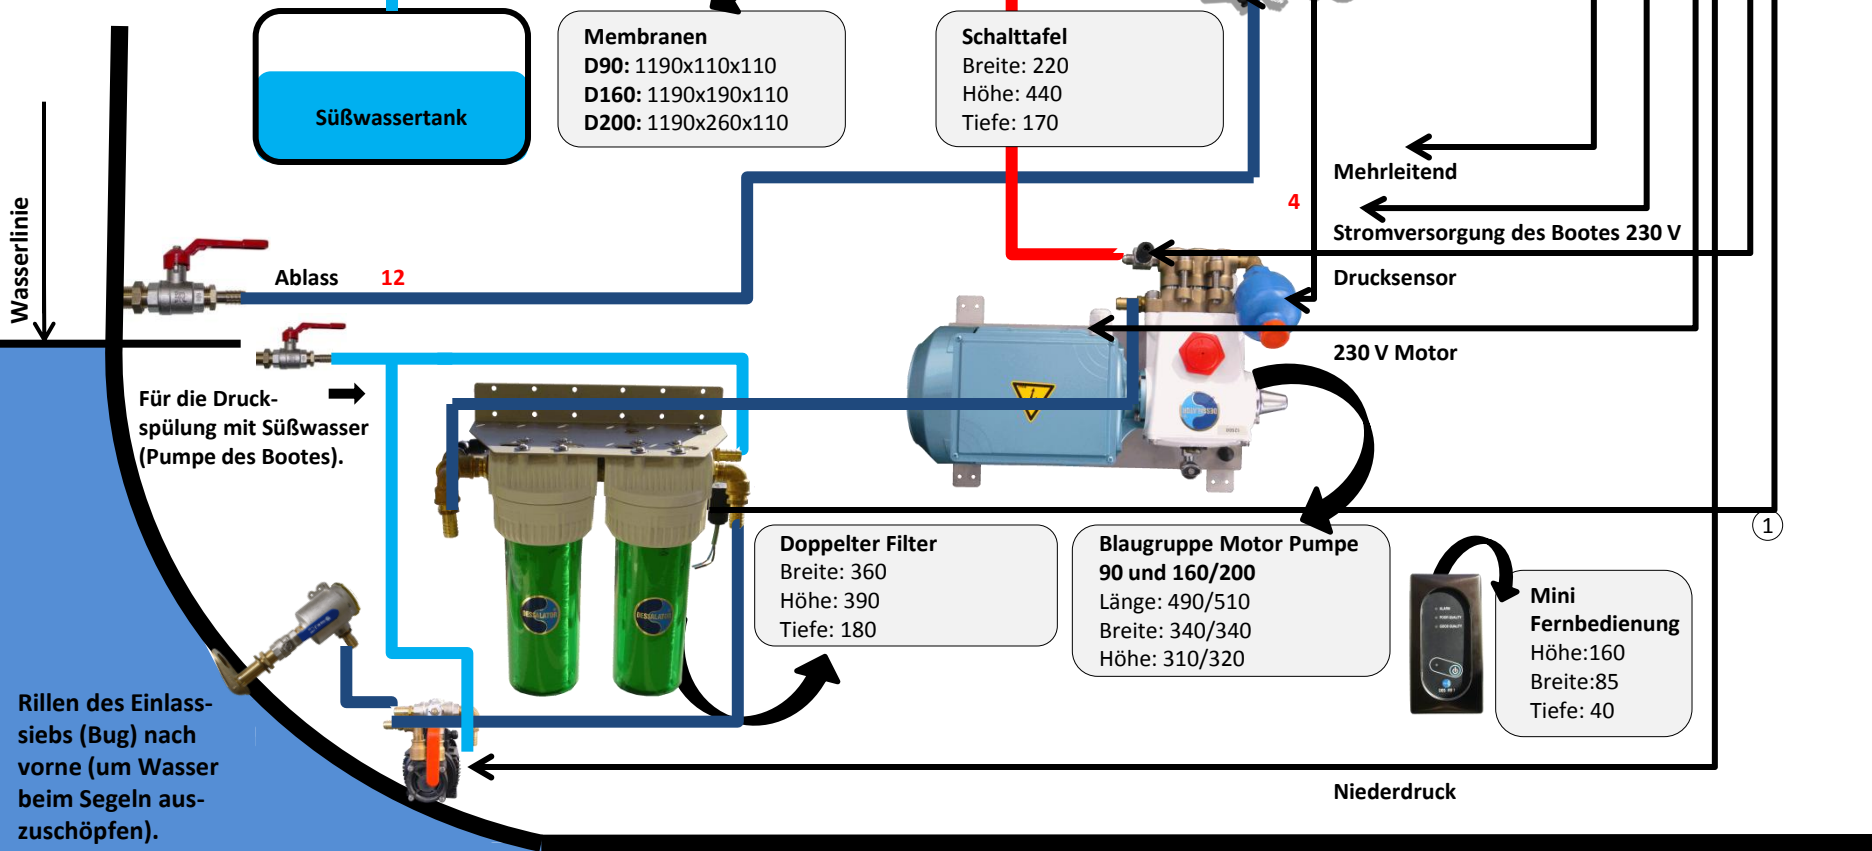 Süßwassertank
Membranen
D90: 1190x110x110
D160: 1190x190x110
D200: 1190x260x110
Schalttafel
Breite: 220
Höhe: 440
Tiefe: 170
Mehrleitend
4
Stromversorgung des Bootes 230 V
Wasserlinie
Ablass 12
Drucksensor
230 V Motor
Für die Druck-
spülung mit Süßwasser
(Pumpe des Bootes).
DESSALATOR
DESSALATOR
DESSALATOR
Doppelter Filter
Breite: 360
Höhe: 390
Tiefe: 180
Blaugruppe Motor Pumpe
90 und 160/200
Länge: 490/510
Breite: 340/340
Höhe: 310/320
1
Mini
Fernbedienung
Höhe:160
Breite:85
Tiefe: 40
Rillen des Einlass-
siebs (Bug) nach
vorne (um Wasser
beim Segeln aus-
zuschöpfen).
Niederdruck